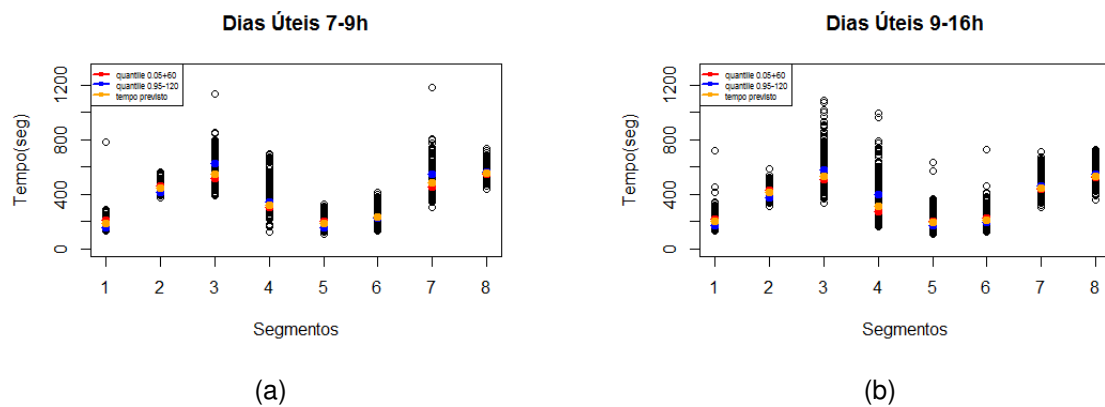 Dias Úteis 7-9h
quantile 0.05+60
quantile 0.95-120
tempo previsto
Tempo(seg)
0 400 800 1200
1 2 3 4 5 6 7 8
Segmentos
(a)
Dias Úteis 9-16h
quantile 0.05+60
quantile 0.95-120
tempo previsto
Tempo(seg)
0 400 800 1200
1 2 3 4 5 6 7 8
Segmentos
(b)